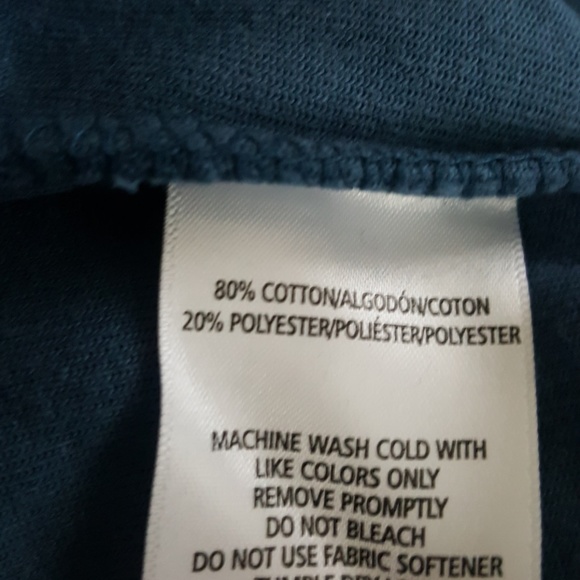 80% COTTON/ALGODÓN/COTON
20% POLYESTER/POLIÉSTER/POLYESTER
MACHINE WASH COLD WITH
LIKE COLORS ONLY
REMOVE PROMPTLY
DO NOT BLEACH
DO NOT USE FABRIC SOFTENER